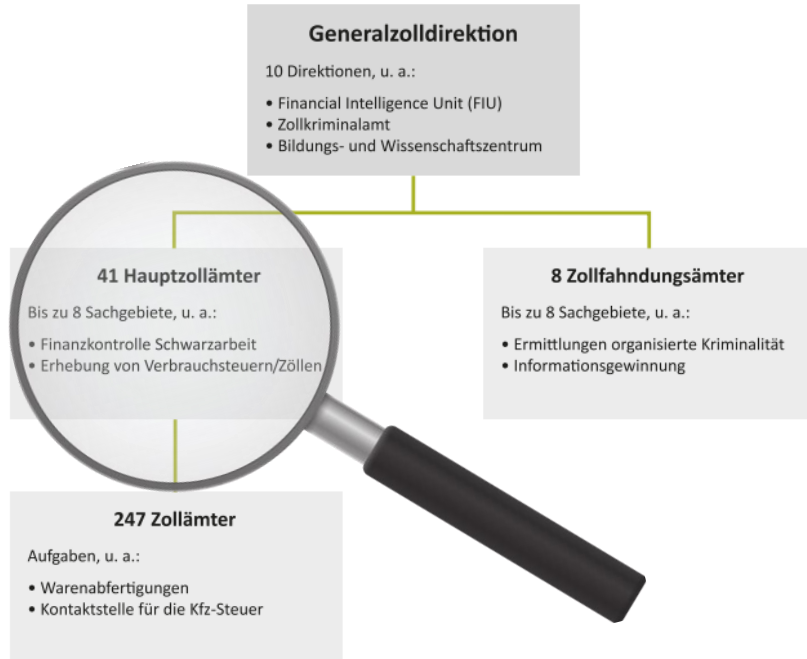 Generalzolldirektion
10 Direktionen, u. a.:
• Financial Intelligence Unit (FIU)
• Zollkriminalamt
• Bildungs- und Wissenschaftszentrum
41 Hauptzollämter
Bis zu 8 Sachgebiete, u. a.:
• Finanzkontrolle Schwarzarbeit
• Erhebung von Verbrauchsteuern/Zöllen
8 Zollfahndungsämter
Bis zu 8 Sachgebiete, u. a.:
• Ermittlungen organisierte Kriminalität
• Informationsgewinnung
247 Zollämter
Aufgaben, u. a.:
• Warenabfertigungen
• Kontaktstelle für die Kfz-Steuer